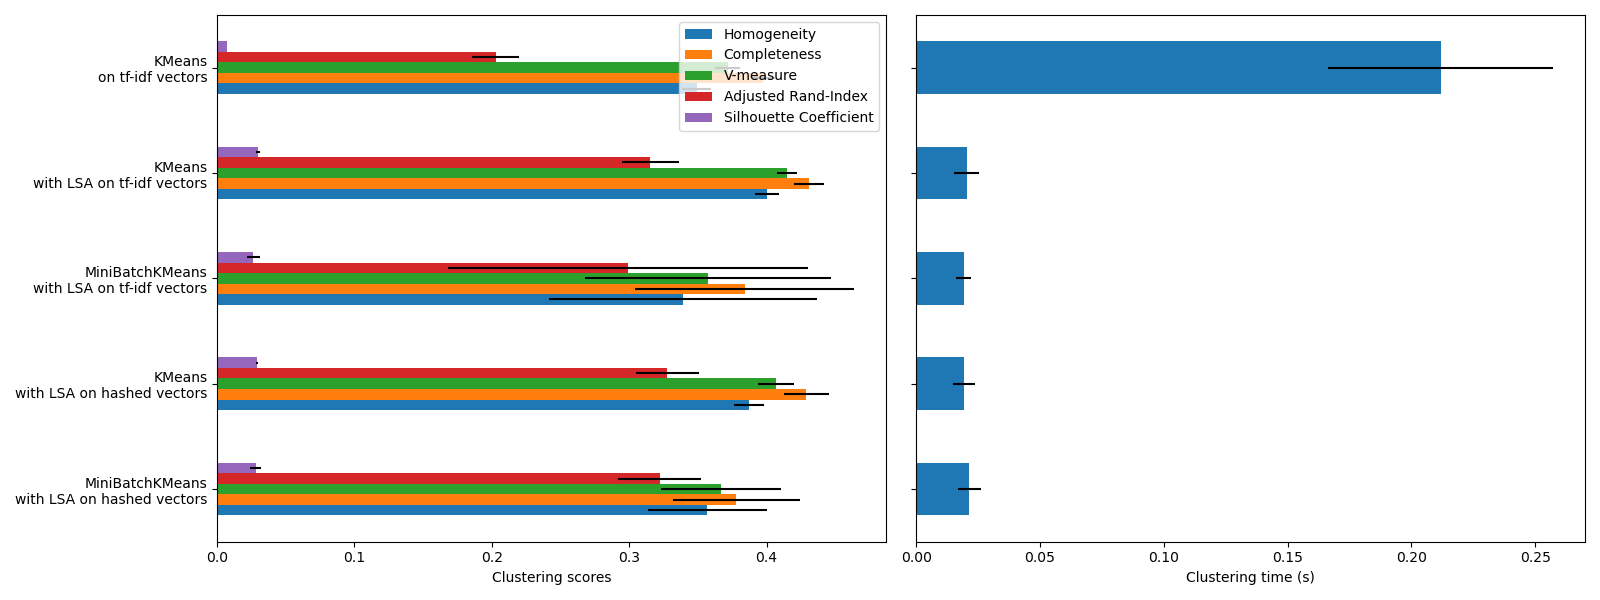 KMeans
on tf-idf vectors
KMeans
with LSA on tf-idf vectors
MiniBatchKMeans
with LSA on tf-idf vectors
KMeans
with LSA on hashed vectors
MiniBatchKMeans
with LSA on hashed vectors
Homogeneity
Completeness
V-measure
Adjusted Rand-Index
Silhouette Coefficient
0.0 0.1 0.2 0.3 0.4
Clustering scores
0.00 0.05 0.10 0.15 0.20 0.25
Clustering time (s)